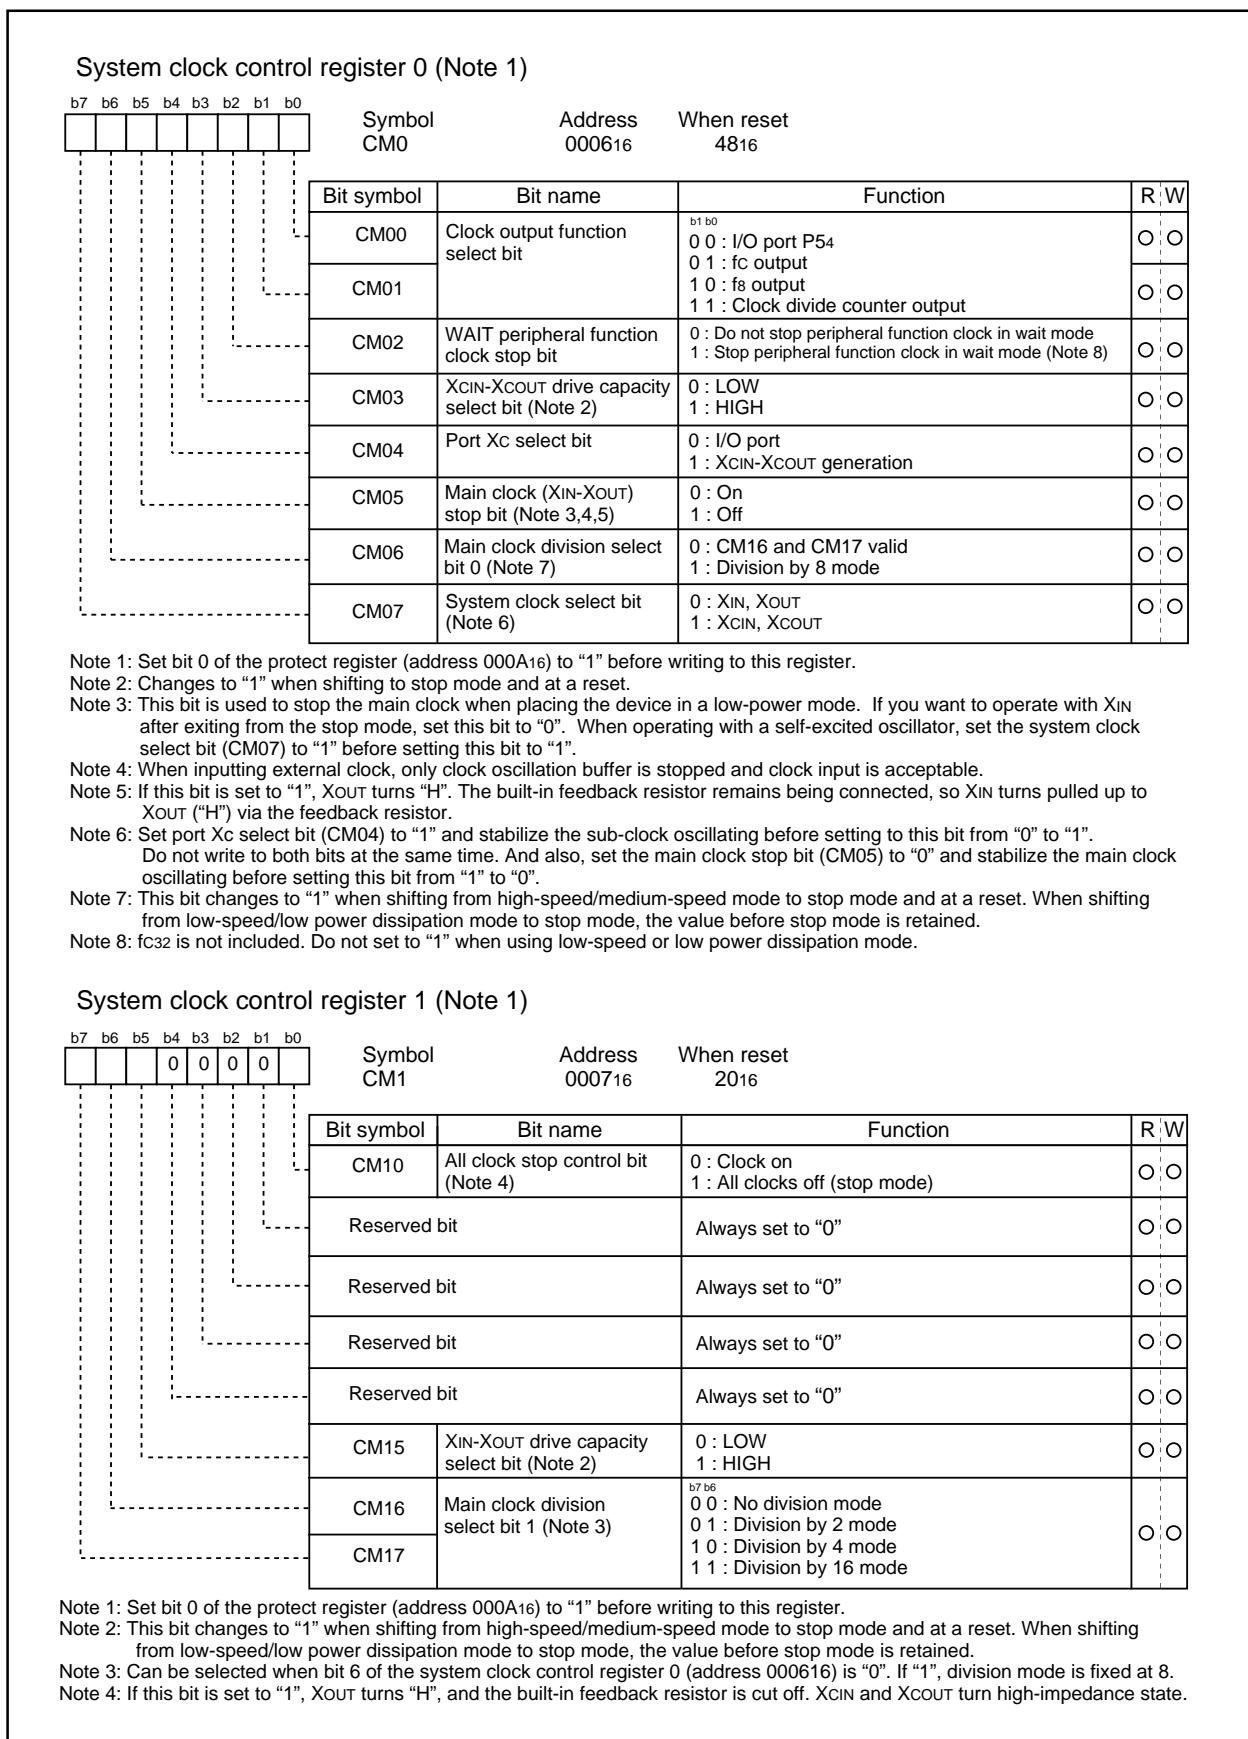 System clock control register 0 (Note 1)
b7 b6 b5 b4 b3 b2 b1 b0
Symbol Address When reset
CM0 000616 4816
Bit symbol Bit name Function R W
CM00 Clock output function select bit
b1 b0
0 0 : I/O port P54
0 1 : fC output
CM01
1 0 : f8 output
1 1 : Clock divide counter output
CM02 WAIT peripheral function clock stop bit
0 : Do not stop peripheral function clock in wait mode
1 : Stop peripheral function clock in wait mode (Note 8)
CM03 XCIN-XCOUT drive capacity select bit (Note 2)
0 : LOW
1 : HIGH
CM04 Port XC select bit
0 : I/O port
1 : XCIN-XCOUT generation
CM05 Main clock (XIN-XOUT) stop bit (Note 3,4,5)
0 : On
1 : Off
CM06 Main clock division select bit 0 (Note 7)
0 : CM16 and CM17 valid
1 : Division by 8 mode
CM07 System clock select bit (Note 6)
0 : XIN, XOUT
1 : XCIN, XCOUT
Note 1: Set bit 0 of the protect register (address 000A16) to “1” before writing to this register.
Note 2: Changes to “1” when shifting to stop mode and at a reset.
Note 3: This bit is used to stop the main clock when placing the device in a low-power mode. If you want to operate with XIN
after exiting from the stop mode, set this bit to “0”. When operating with a self-excited oscillator, set the system clock
select bit (CM07) to “1” before setting this bit to “1”.
Note 4: When inputting external clock, only clock oscillation buffer is stopped and clock input is acceptable.
Note 5: If this bit is set to “1”, XOUT turns “H”. The built-in feedback resistor remains being connected, so XIN turns pulled up to
XOUT (“H”) via the feedback resistor.
Note 6: Set port Xc select bit (CM04) to “1” and stabilize the sub-clock oscillating before setting to this bit from “0” to “1”.
Do not write to both bits at the same time. And also, set the main clock stop bit (CM05) to “0” and stabilize the main clock
oscillating before setting this bit from “1” to “0”.
Note 7: This bit changes to “1” when shifting from high-speed/medium-speed mode to stop mode and at a reset. When shifting
from low-speed/low power dissipation mode to stop mode, the value before stop mode is retained.
Note 8: fC32 is not included. Do not set to “1” when using low-speed or low power dissipation mode.
System clock control register 1 (Note 1)
b7 b6 b5 b4 b3 b2 b1 b0
0 0 0 0
Symbol Address When reset
CM1 000716 2016
Bit symbol Bit name Function R W
CM10 All clock stop control bit (Note 4)
0 : Clock on
1 : All clocks off (stop mode)
Reserved bit Always set to “0”
Reserved bit Always set to “0”
Reserved bit Always set to “0”
Reserved bit Always set to “0”
CM15 XIN-XOUT drive capacity select bit (Note 2)
0 : LOW
1 : HIGH
CM16 Main clock division select bit 1 (Note 3)
b7 b6
0 0 : No division mode
0 1 : Division by 2 mode
CM17
1 0 : Division by 4 mode
1 1 : Division by 16 mode
Note 1: Set bit 0 of the protect register (address 000A16) to “1” before writing to this register.
Note 2: This bit changes to “1” when shifting from high-speed/medium-speed mode to stop mode and at a reset. When shifting
from low-speed/low power dissipation mode to stop mode, the value before stop mode is retained.
Note 3: Can be selected when bit 6 of the system clock control register 0 (address 000616) is “0”. If “1”, division mode is fixed at 8.
Note 4: If this bit is set to “1”, XOUT turns “H”, and the built-in feedback resistor is cut off. XCIN and XCOUT turn high-impedance state.